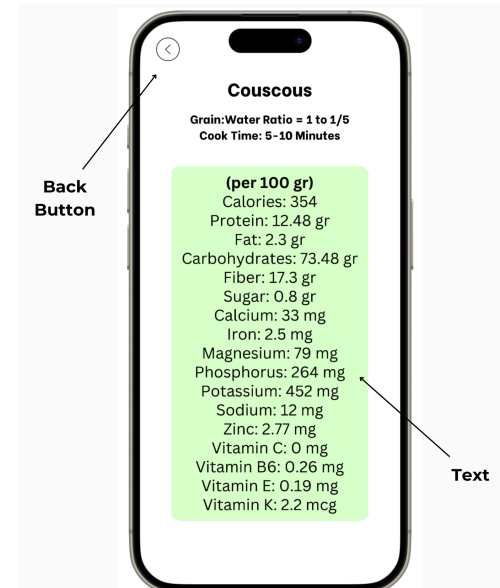 Couscous
Grain:Water Ratio = 1 to 1/5
Cook Time: 5-10 Minutes
Back
Button
(per 100 gr)
Calories: 354
Protein: 12.48 gr
Fat: 2.3 gr
Carbohydrates: 73.48 gr
Fiber: 17.3 gr
Sugar: 0.8 gr
Calcium: 33 mg
Iron: 2.5 mg
Magnesium: 79 mg
Phosphorus: 264 mg
Potassium: 452 mg
Sodium: 12 mg
Zinc: 2.77 mg
Vitamin C: 0 mg
Vitamin B6: 0.26 mg
Vitamin E: 0.19 mg
Vitamin K: 2.2 mcg
Text